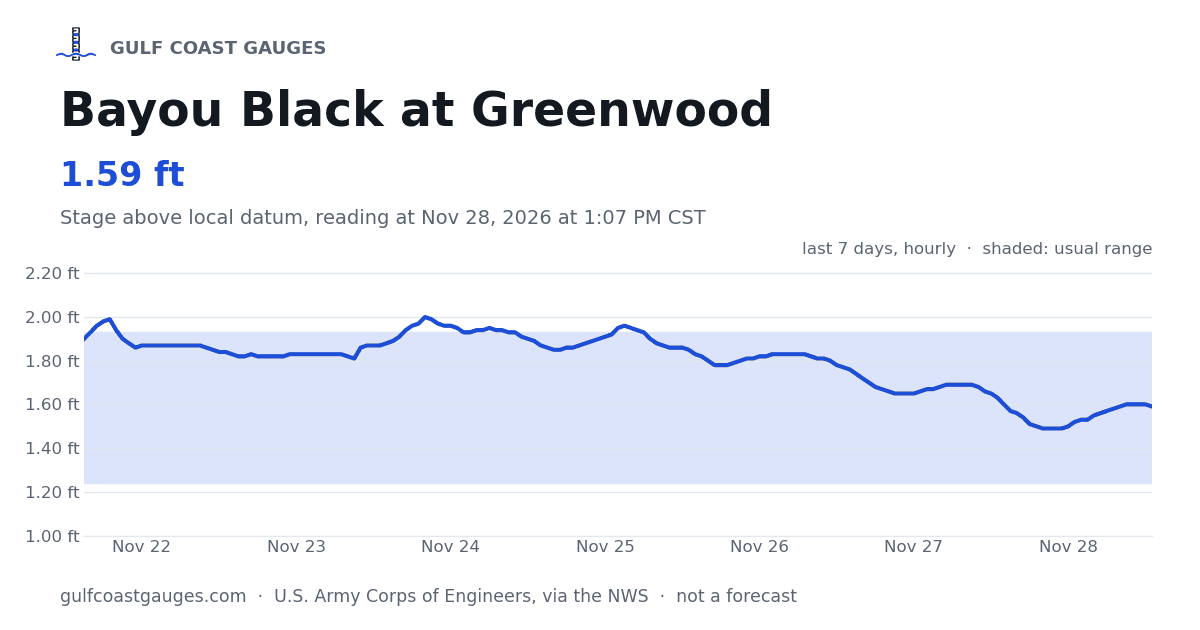 GULF COAST GAUGES
Bayou Black at Greenwood
1.59 ft
Stage above local datum, reading at Nov 28, 2026 at 1:07 PM CST
last 7 days, hourly · shaded: usual range
2.20 ft
2.00 ft
1.80 ft
1.60 ft
1.40 ft
1.20 ft
1.00 ft
Nov 22 Nov 23 Nov 24 Nov 25 Nov 26 Nov 27 Nov 28
gulfcoastgauges.com · U.S. Army Corps of Engineers, via the NWS · not a forecast